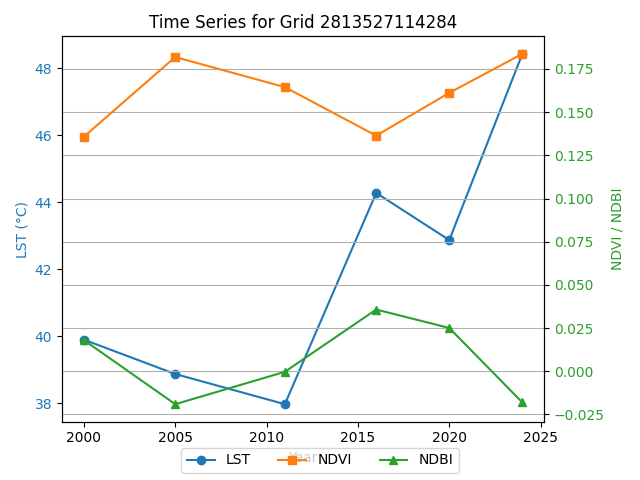 Time Series for Grid 2813527114284
LST (°C)
48
46
44
42
40
38
0.175
0.150
0.125
0.100
0.075
0.050
0.025
0.000
−0.025
NDVI / NDBI
2000 2005 2010 2015 2020 2025
Year
LST NDVI NDBI